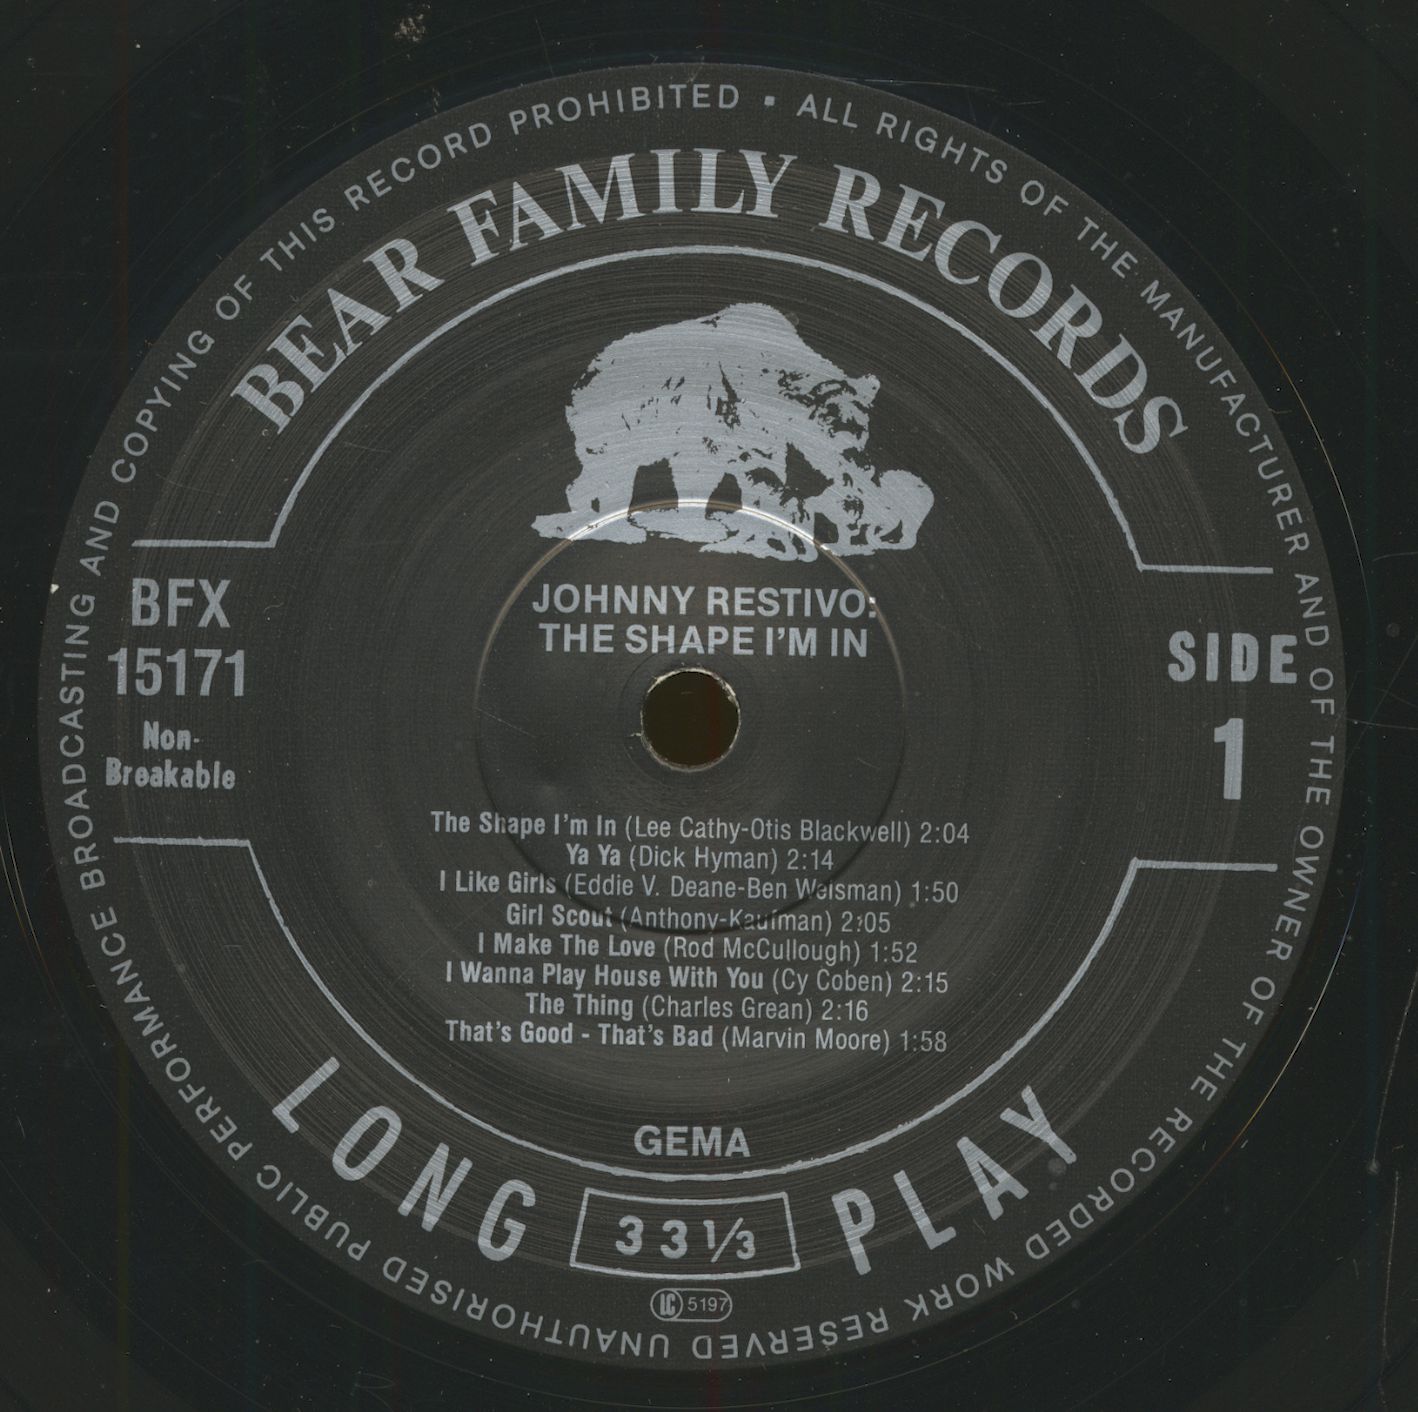 UNAUTHORISED PUBLIC PERFORMANCE BROADCASTING AND COPYING OF THIS RECORD PROHIBITED ▪ ALL RIGHTS OF THE MANUFACTURER AND OF THE OWNER OF THE RECORDED WORK RESERVED
BEAR FAMILY RECORDS
BFX
15171
Non-
Breakable
SIDE
1
JOHNNY RESTIVO:
THE SHAPE I'M IN
The Shape I'm In (Lee Cathy-Otis Blackwell) 2:04
Ya Ya (Dick Hyman) 2:14
I Like Girls (Eddie V. Deane-Ben Weisman) 1:50
Girl Scout (Anthony-Kaufman) 2:05
I Make The Love (Rod McCullough) 1:52
I Wanna Play House With You (Cy Coben) 2:15
The Thing (Charles Grean) 2:16
That's Good - That's Bad (Marvin Moore) 1:58
GEMA
LONG 33⅓ PLAY
LC 5197